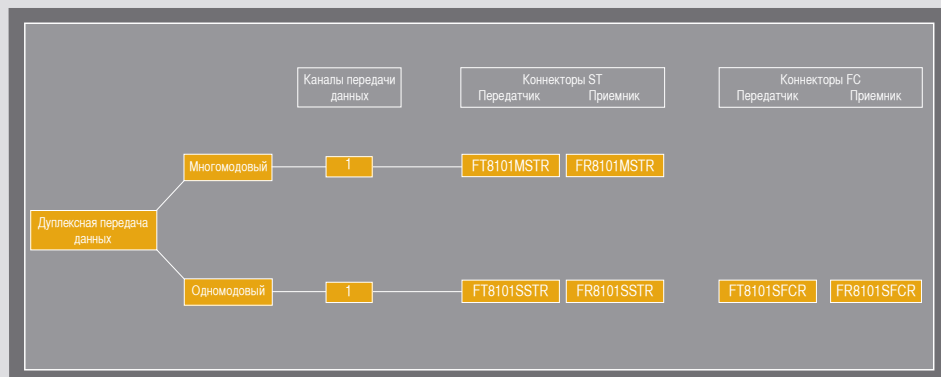 Каналы передачи
данных
Коннекторы ST
Передатчик Приемник
Коннекторы FC
Передатчик Приемник
Многомодовый
1
FT8101MSTR
FR8101MSTR
Дуплексная передача
данных
Одномодовый
1
FT8101SSTR
FR8101SSTR
FT8101SFCR
FR8101SFCR